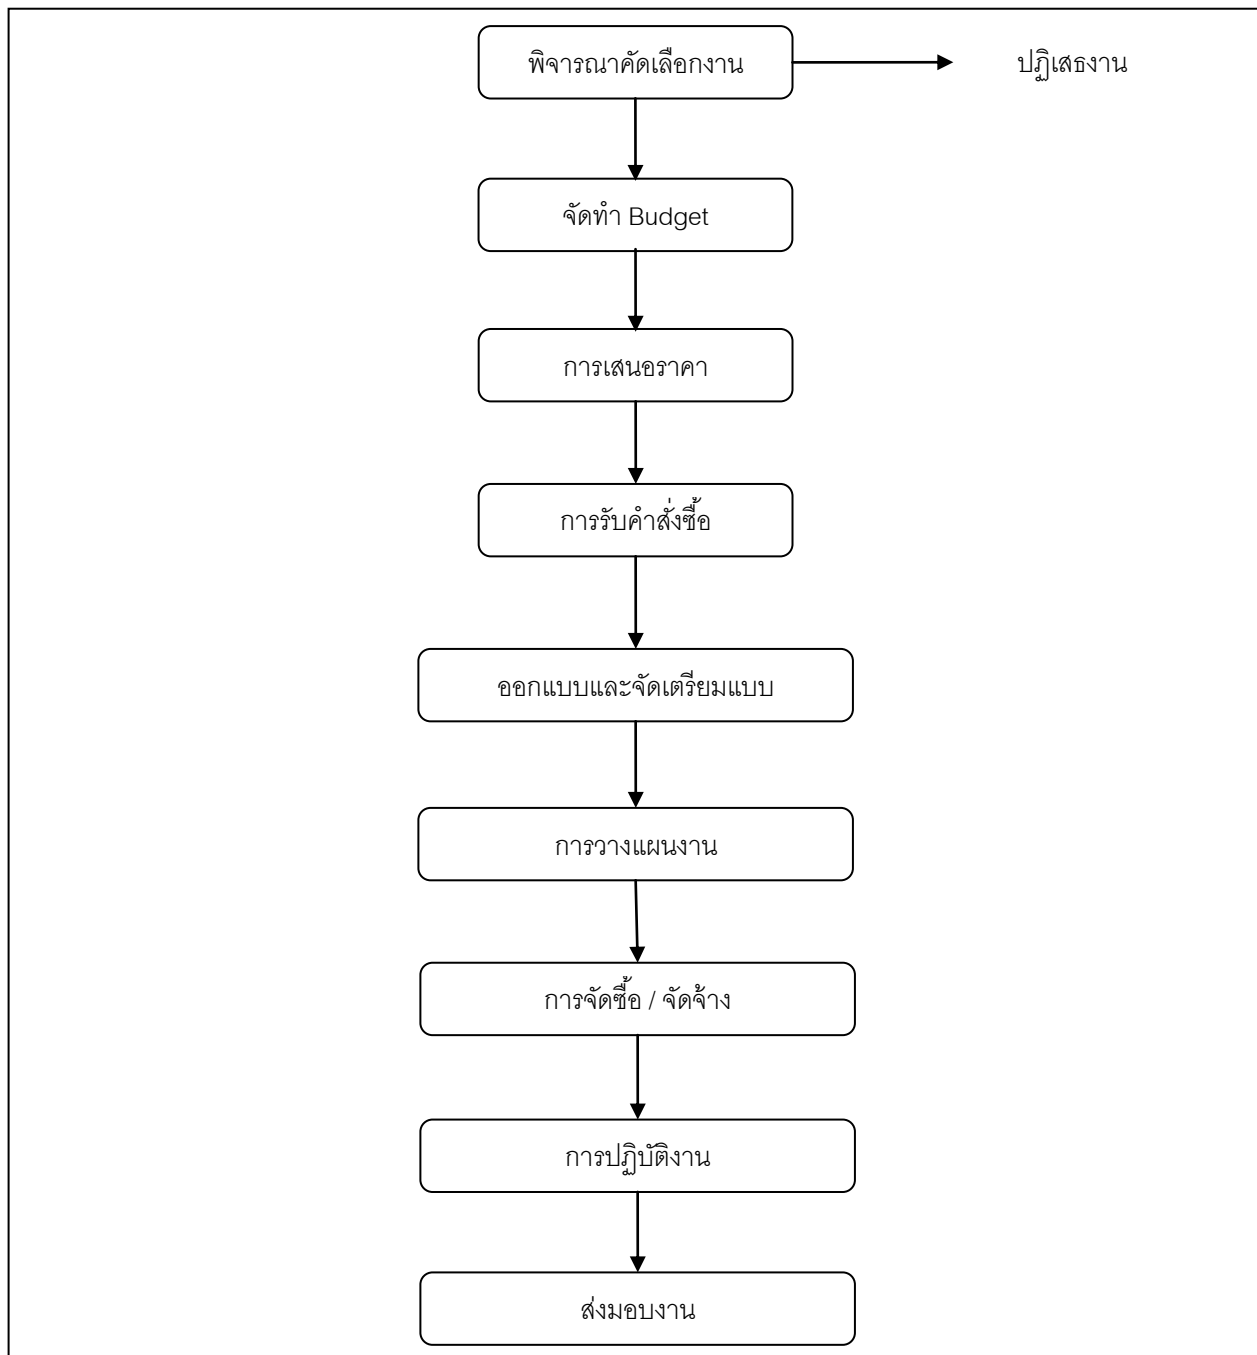 พิจารณาคัดเลือกงาน
ปฏิเสธงาน
จัดทำ Budget
การเสนอราคา
การรับคำสั่งซื้อ
ออกแบบและจัดเตรียมแบบ
การวางแผนงาน
การจัดซื้อ / จัดจ้าง
การปฏิบัติงาน
ส่งมอบงาน